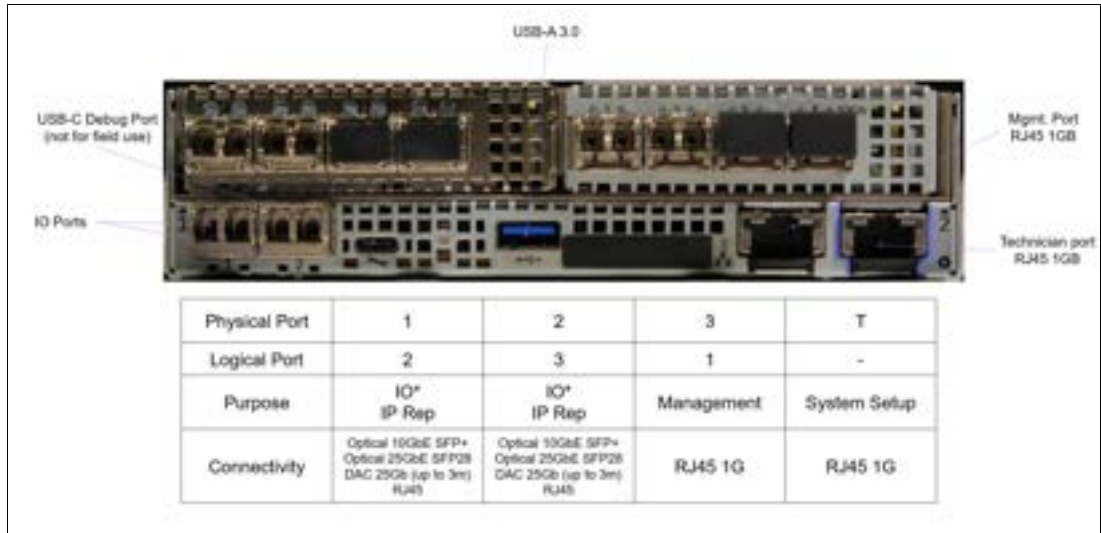 USB-A 3.0
USB-C Debug Port
(not for field use)
Mgmt. Port
RJ45 1GB
IO Ports
1
2
Technician port
RJ45 1GB
Physical Port 1 2 3 T
Logical Port 2 3 1 -
Purpose IO* IO* Management System Setup
IP Rep IP Rep
Connectivity Optical 10GbE SFP+ Optical 10GbE SFP+ RJ45 1G RJ45 1G
Optical 25GbE SFP28 Optical 25GbE SFP28
DAC 25Gb (up to 3m) DAC 25Gb (up to 3m)
RJ45 RJ45